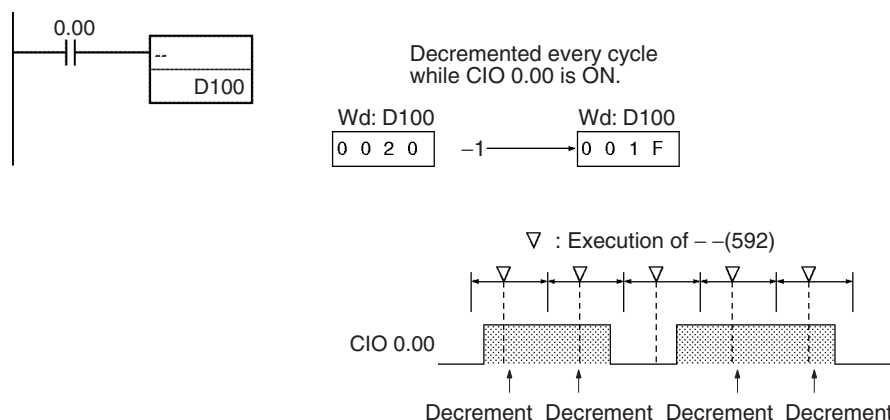 0.00
--
D100
Decremented every cycle
while CIO 0.00 is ON.
Wd: D100
Wd: D100
0 0 2 0
−1
0 0 1 F
: Execution of − −(592)
CIO 0.00
Decrement Decrement Decrement Decrement